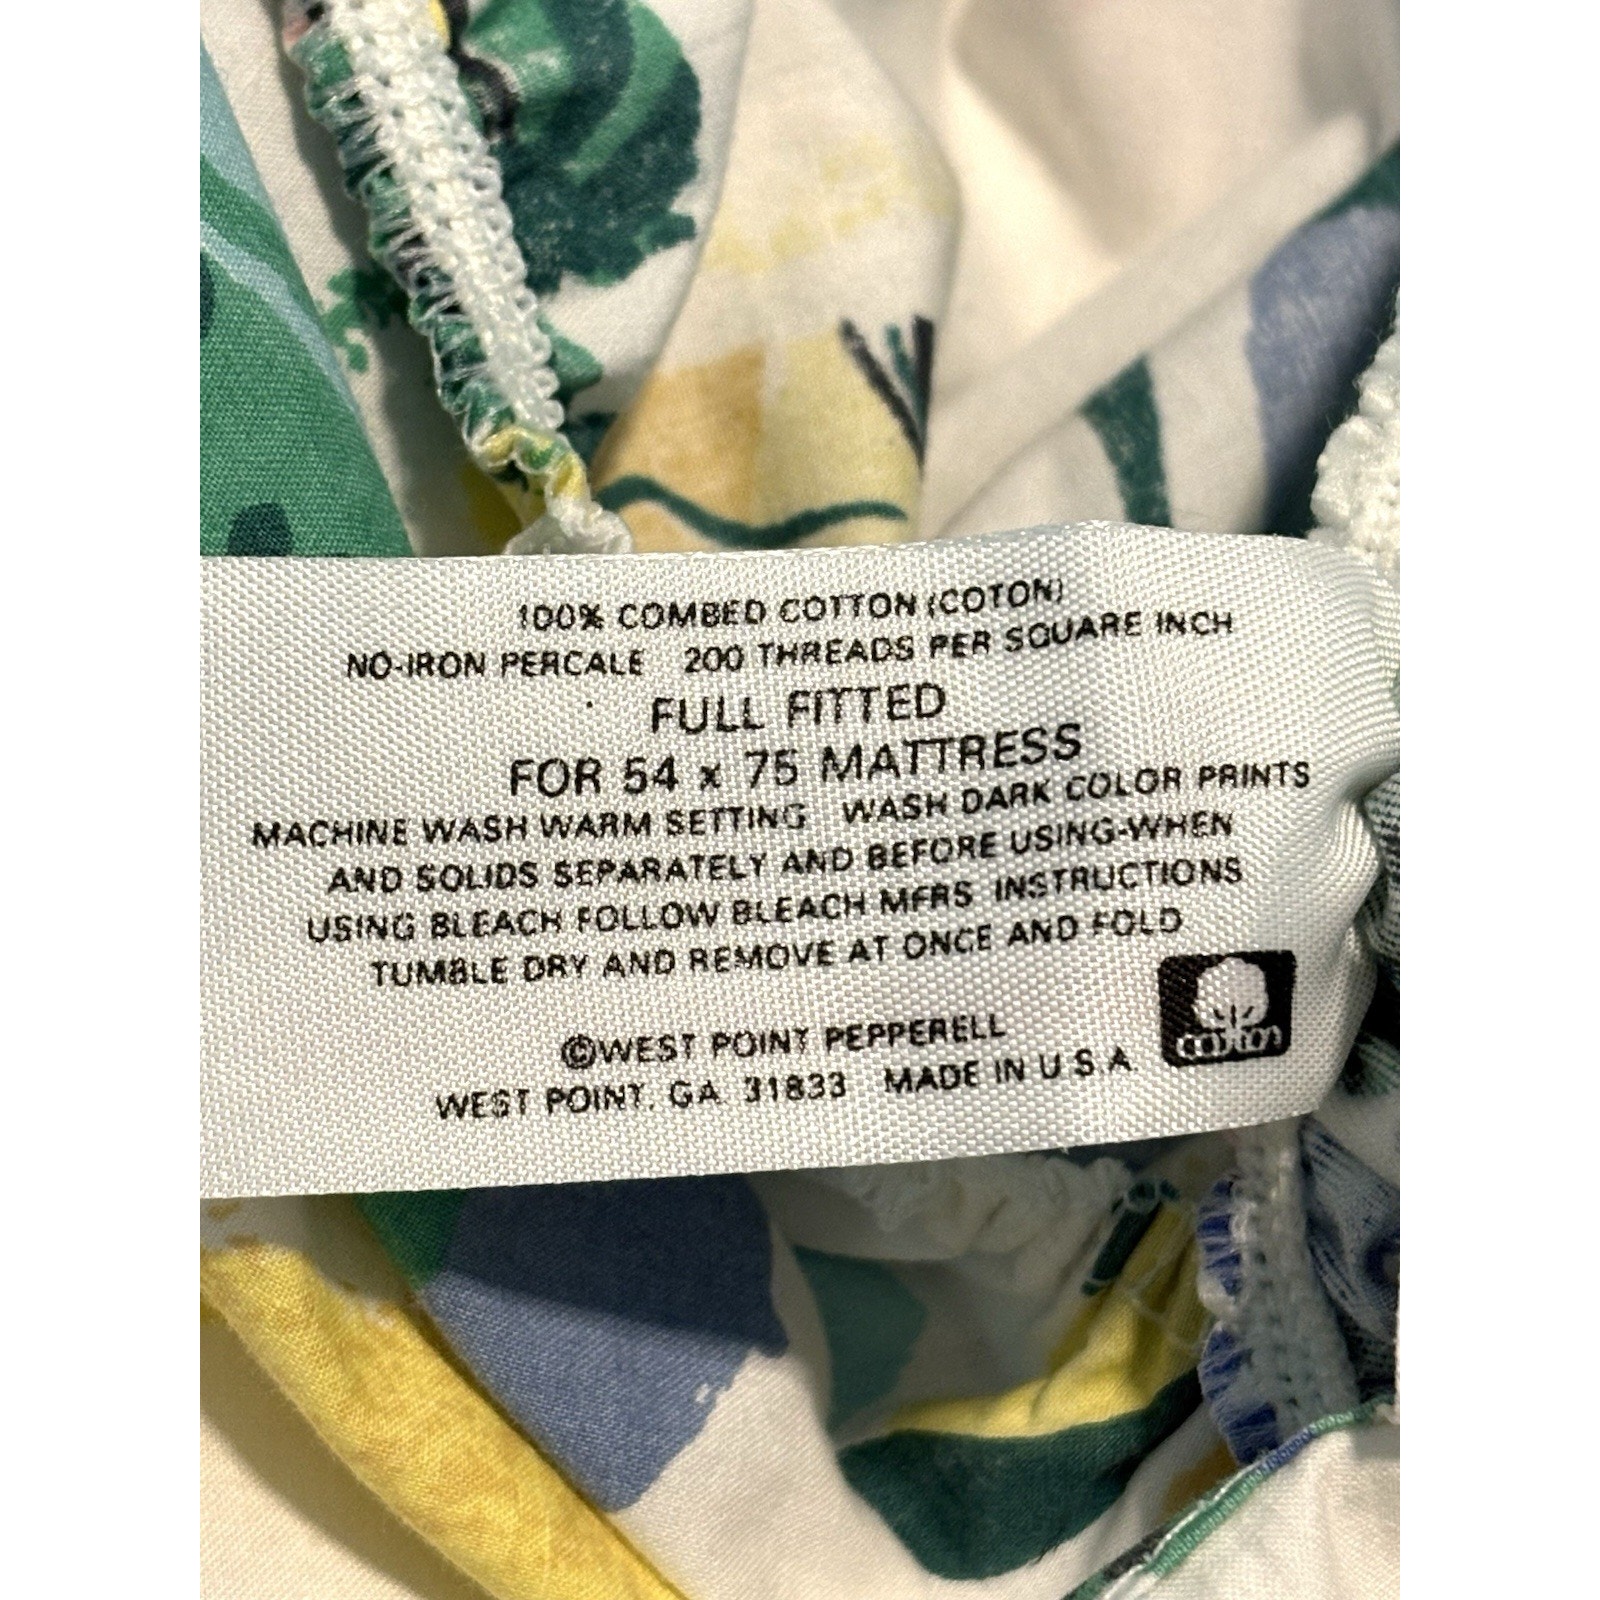 100% COMBED COTTON (COTON)
NO-IRON PERCALE 200 THREADS PER SQUARE INCH
FULL FITTED
FOR 54 x 75 MATTRESS
MACHINE WASH WARM SETTING WASH DARK COLOR PRINTS
AND SOLIDS SEPARATELY AND BEFORE USING-WHEN
USING BLEACH FOLLOW BLEACH MFRS INSTRUCTIONS
TUMBLE DRY AND REMOVE AT ONCE AND FOLD
cotton
©WEST POINT PEPPERELL
WEST POINT, GA 31833 MADE IN U S A.